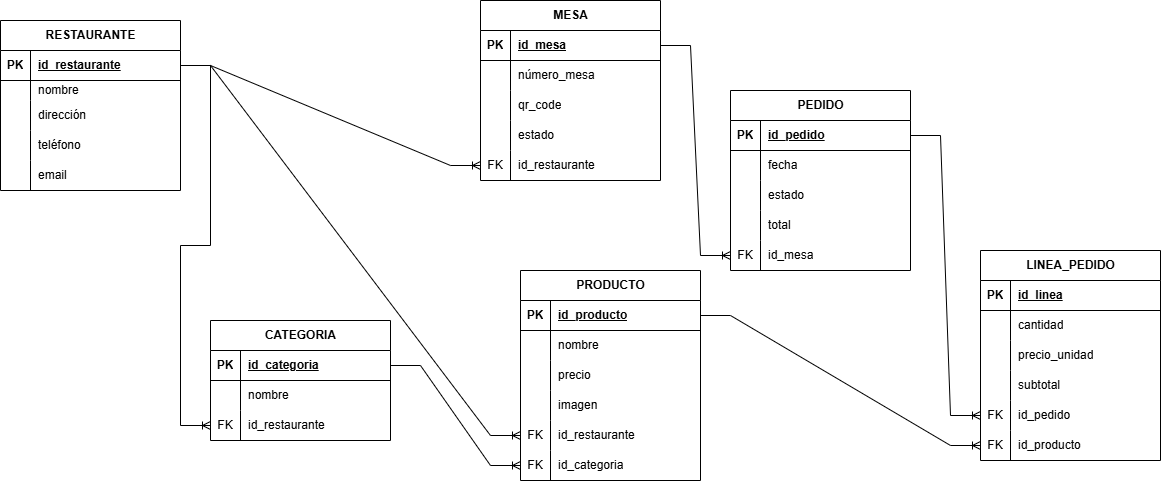 RESTAURANTE
PK id_restaurante
nombre
dirección
teléfono
email
MESA
PK id_mesa
número_mesa
qr_code
estado
FK id_restaurante
PEDIDO
PK id_pedido
fecha
estado
total
FK id_mesa
CATEGORIA
PK id_categoria
nombre
FK id_restaurante
PRODUCTO
PK id_producto
nombre
precio
imagen
FK id_restaurante
FK id_categoria
LINEA_PEDIDO
PK id_linea
cantidad
precio_unidad
subtotal
FK id_pedido
FK id_producto